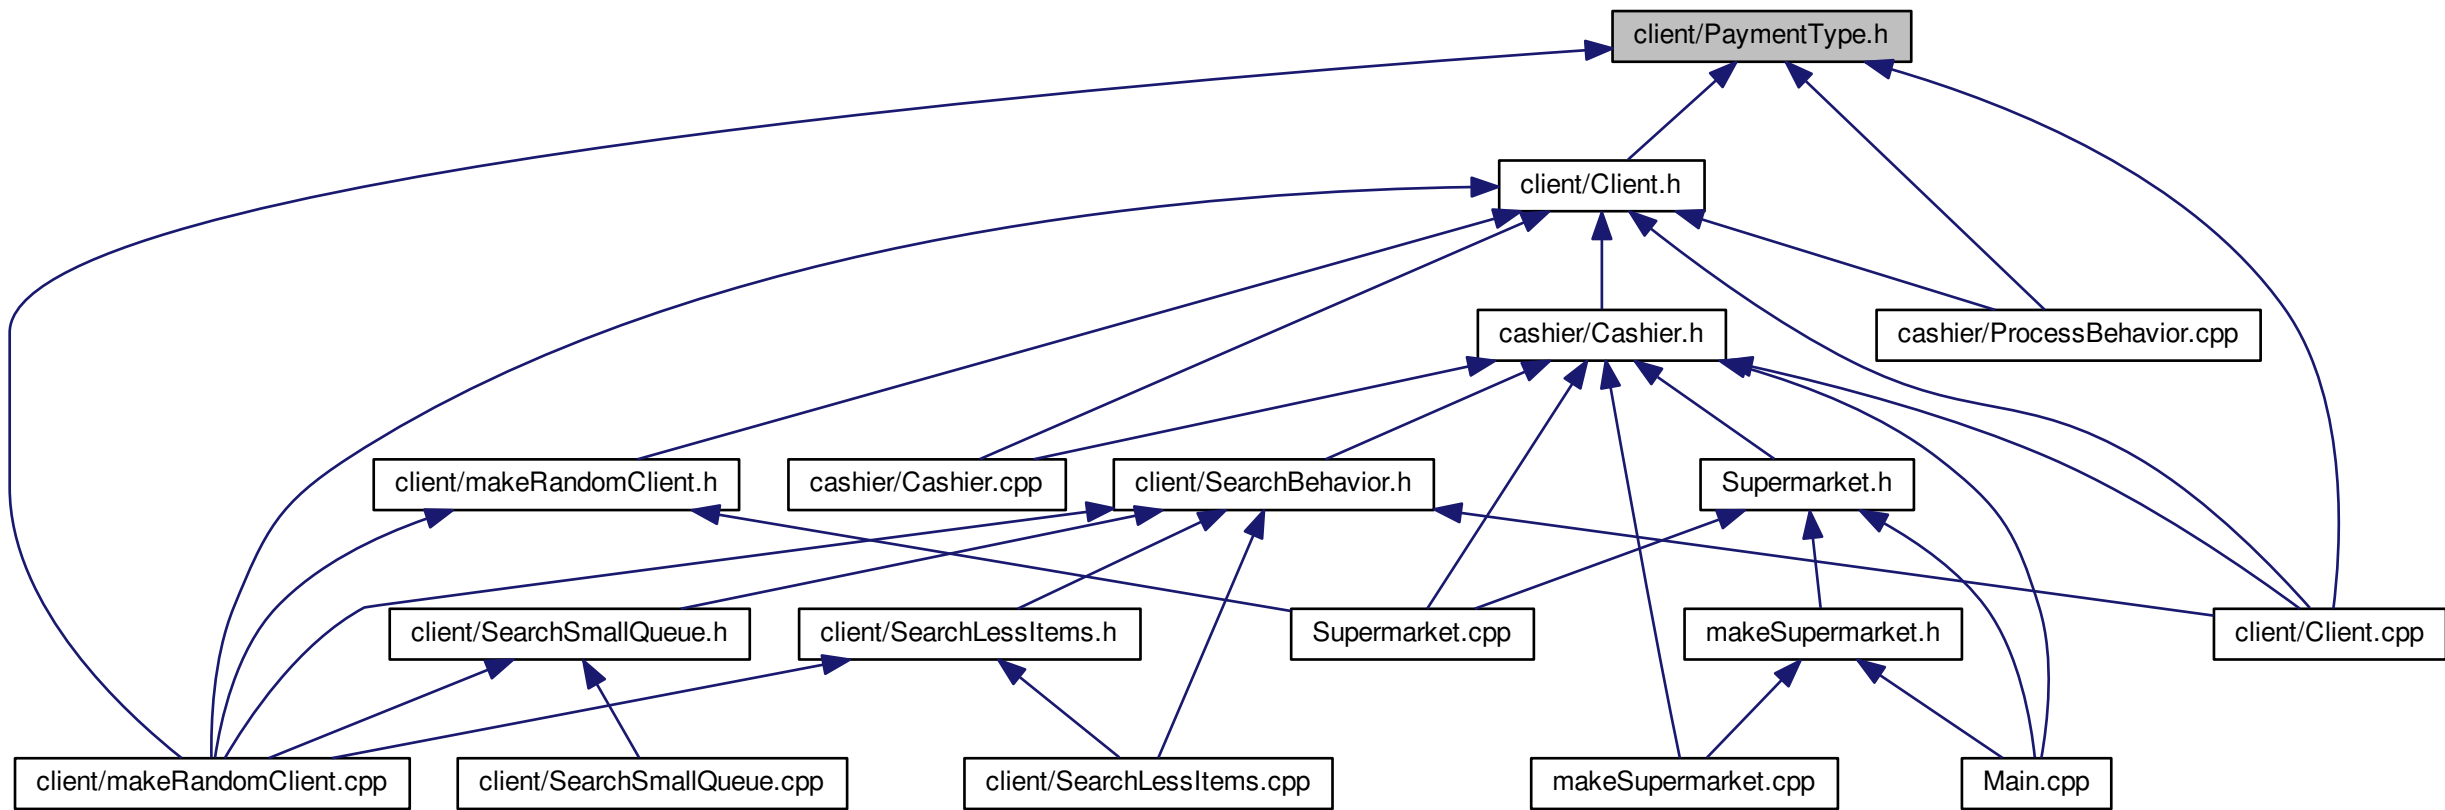 client/PaymentType.h
client/Client.h
cashier/Cashier.h
cashier/ProcessBehavior.cpp
client/makeRandomClient.h
cashier/Cashier.cpp
client/SearchBehavior.h
Supermarket.h
client/SearchSmallQueue.h
client/SearchLessItems.h
Supermarket.cpp
makeSupermarket.h
client/Client.cpp
client/makeRandomClient.cpp
client/SearchSmallQueue.cpp
client/SearchLessItems.cpp
makeSupermarket.cpp
Main.cpp